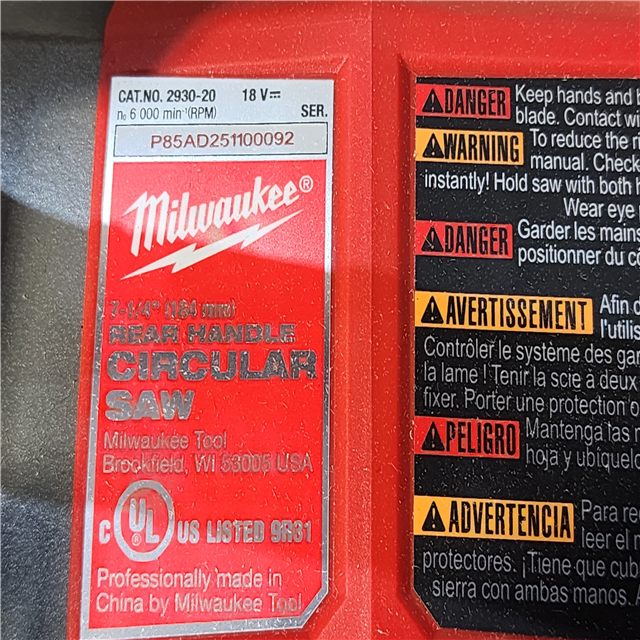 CAT.NO. 2930-20 18 V⎓
n₀ 6 000 min⁻¹(RPM) SER.
P85AD251100092
Milwaukee®
7-1/4" (184 mm)
REAR HANDLE
CIRCULAR
SAW
Milwaukee Tool
Brookfield, WI 53005 USA
C UL ® US LISTED 9R31
Professionally made in
China by Milwaukee Tool
DANGER Keep hands and
blade. Contact
WARNING To reduce the
manual. Check
instantly! Hold saw with both
Wear eye
DANGER Garder les mains
positionner du
AVERTISSEMENT Afin
l'utilis
Contrôler le système des
la lame ! Tenir la scie à deux
fixer. Porter une protection
PELIGRO Mantenga las
hoja y ubíquelo
ADVERTENCIA Para
leer el
protectores. ¡Tiene que
sierra con ambas manos.